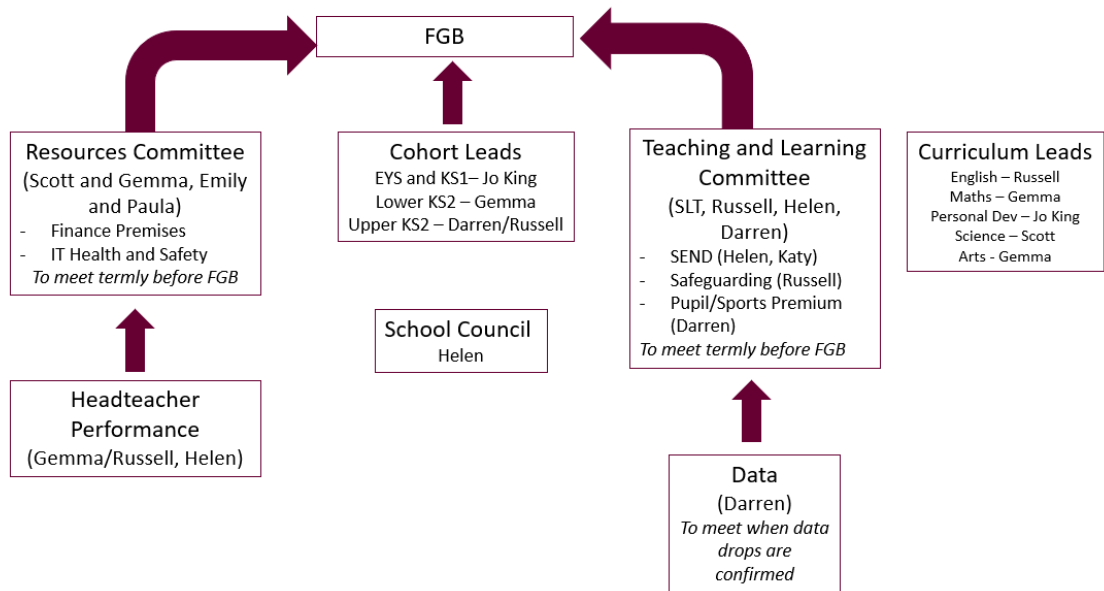 FGB
Resources Committee
(Scott and Gemma, Emily
and Paula)
- Finance Premises
- IT Health and Safety
To meet termly before FGB
Cohort Leads
EYS and KS1– Jo King
Lower KS2 – Gemma
Upper KS2 – Darren/Russell
Teaching and Learning
Committee
(SLT, Russell, Helen,
Darren)
- SEND (Helen, Katy)
- Safeguarding (Russell)
- Pupil/Sports Premium
(Darren)
To meet termly before FGB
Curriculum Leads
English – Russell
Maths – Gemma
Personal Dev – Jo King
Science – Scott
Arts - Gemma
School Council
Helen
Headteacher
Performance
(Gemma/Russell, Helen)
Data
(Darren)
To meet when data
drops are
confirmed